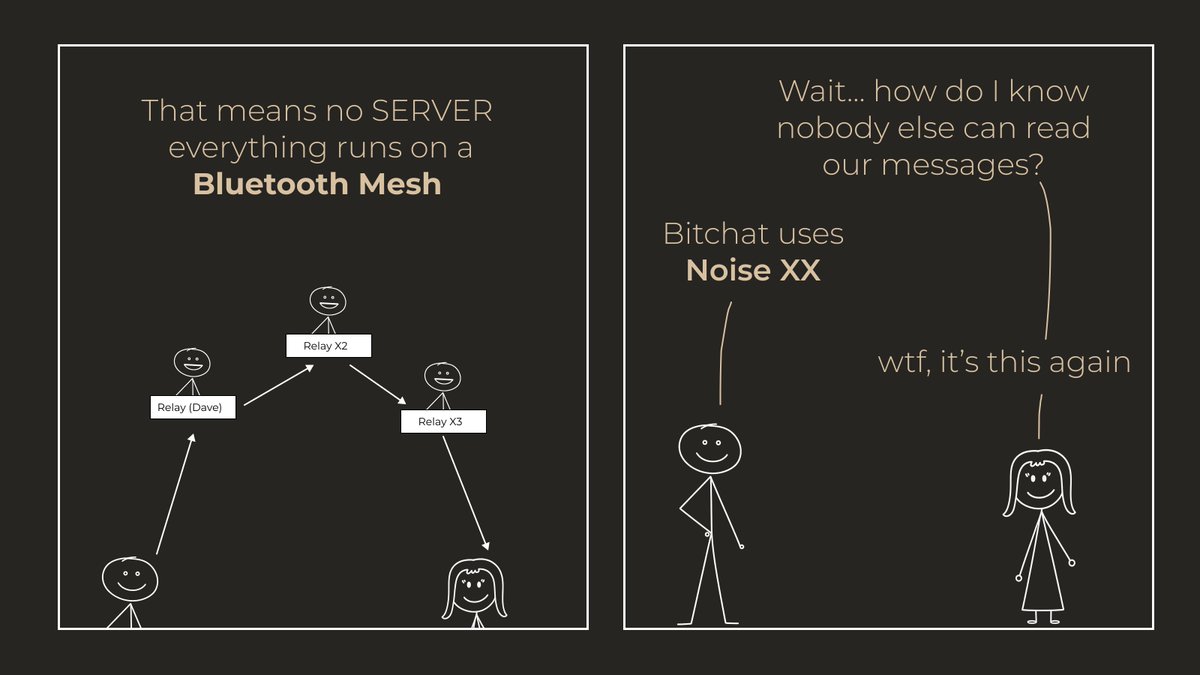 That means no SERVER
everything runs on a
Bluetooth Mesh
Relay X2
Relay (Dave)
Relay X3
Wait... how do I know
nobody else can read
our messages?
Bitchat uses
Noise XX
wtf, it's this again